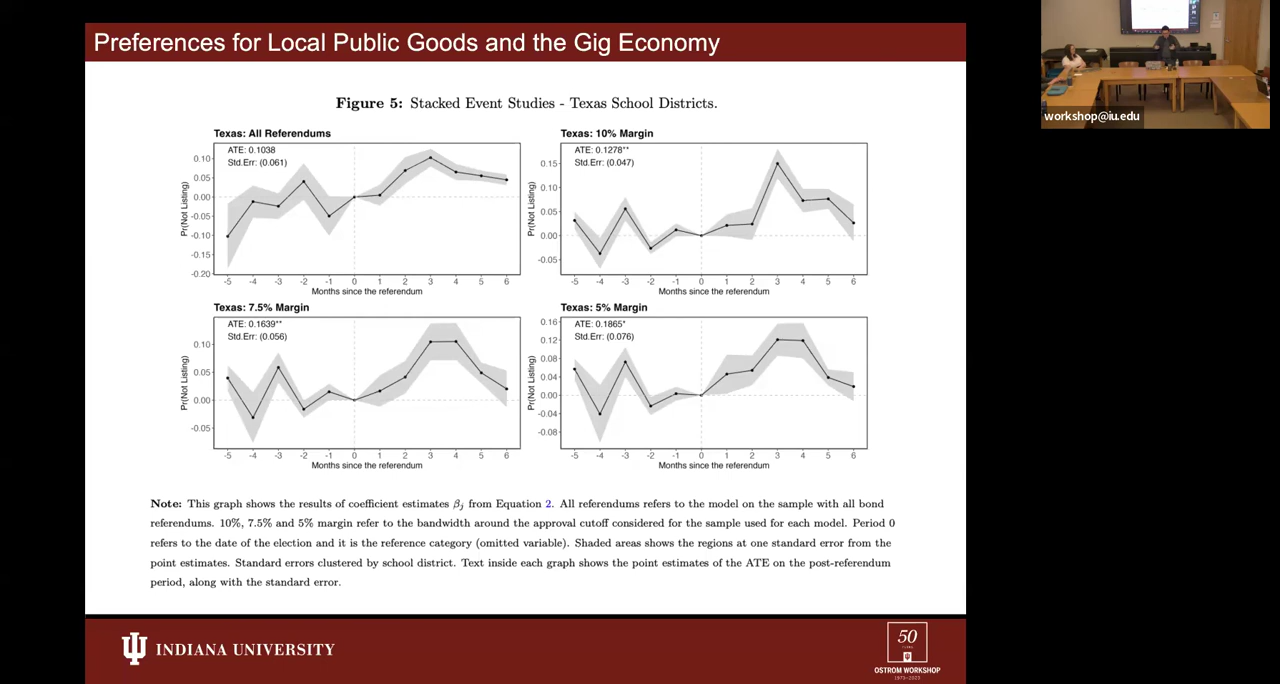 Preferences for Local Public Goods and the Gig Economy
workshop@iu.edu
Figure 5: Stacked Event Studies - Texas School Districts.
Texas: All Referendums
ATE: 0.1038
Std.Err: (0.061)
Pr(Not Listing)
0.10
0.05
0.00
-0.05
-0.10
-0.15
-0.20
-5 -4 -3 -2 -1 0 1 2 3 4 5 6
Months since the referendum
Texas: 10% Margin
ATE: 0.1278**
Std.Err: (0.047)
Pr(Not Listing)
0.15
0.10
0.05
0.00
-0.05
-5 -4 -3 -2 -1 0 1 2 3 4 5 6
Months since the referendum
Texas: 7.5% Margin
ATE: 0.1639**
Std.Err: (0.056)
Pr(Not Listing)
0.10
0.05
0.00
-0.05
-5 -4 -3 -2 -1 0 1 2 3 4 5 6
Months since the referendum
Texas: 5% Margin
ATE: 0.1865*
Std.Err: (0.076)
Pr(Not Listing)
0.16
0.12
0.08
0.04
0.00
-0.04
-0.08
-5 -4 -3 -2 -1 0 1 2 3 4 5 6
Months since the referendum
Note: This graph shows the results of coefficient estimates βj from Equation 2. All referendums refers to the model on the sample with all bond
referendums. 10%, 7.5% and 5% margin refer to the bandwidth around the approval cutoff considered for the sample used for each model. Period 0
refers to the date of the election and it is the reference category (omitted variable). Shaded areas shows the regions at one standard error from the
point estimates. Standard errors clustered by school district. Text inside each graph shows the point estimates of the ATE on the post-referendum
period, along with the standard error.
INDIANA UNIVERSITY
50
OSTROM WORKSHOP
1973-2023